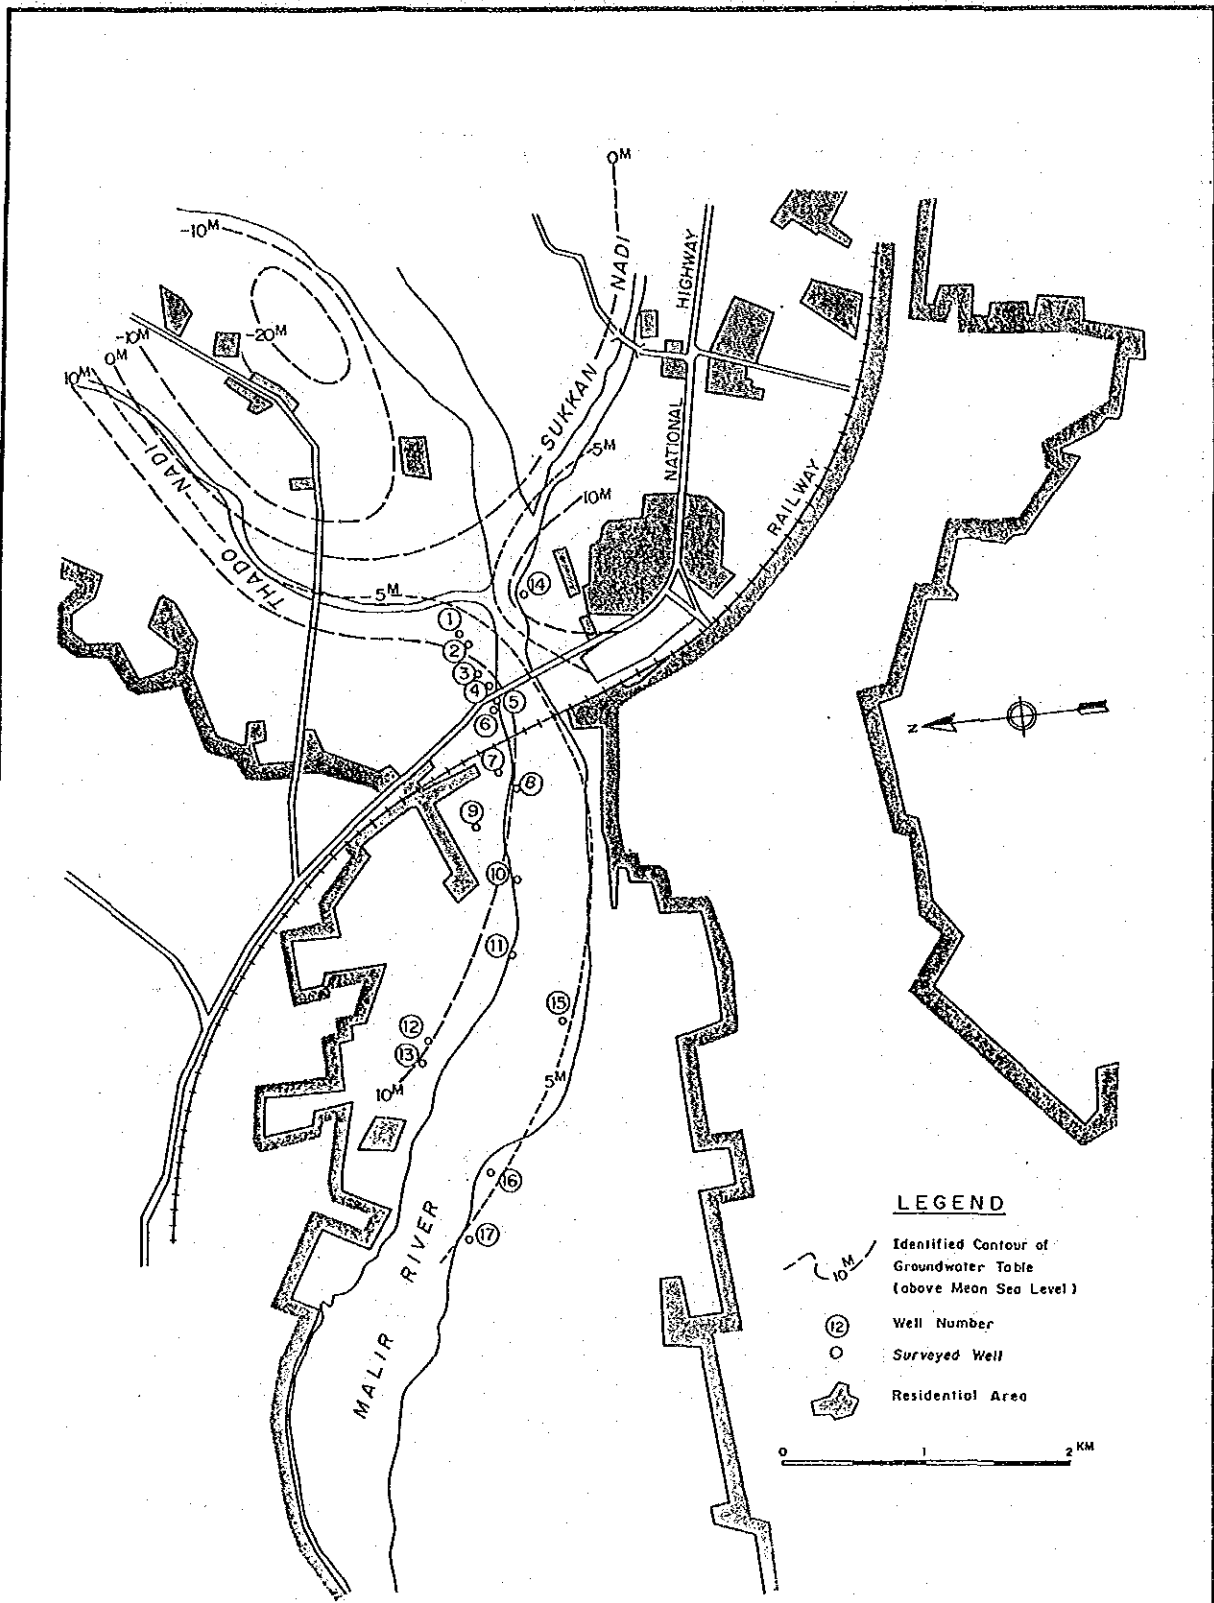 0M
-10M
-20M
-10M
0M
10M
SUKKAN NADI
NATIONAL HIGHWAY
RAILWAY
THADO NADI
-5M
10M
5M
14
1
2
3
4
5
6
7
8
9
10
11
12
13
10M
15
5M
16
17
MALIR RIVER
N
LEGEND
10M
Identified Contour of
Groundwater Table
(above Mean Sea Level)
12
Well Number
Surveyed Well
Residential Area
0 1 2 KM